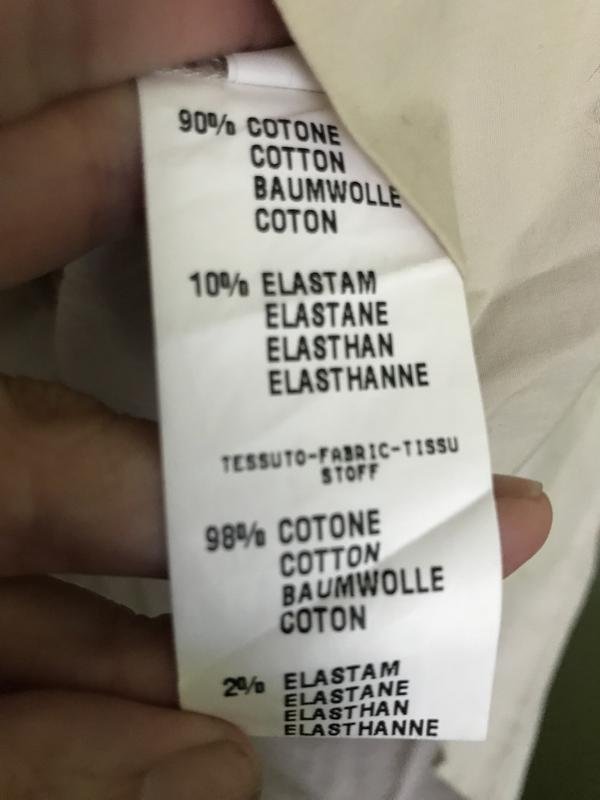 90% COTONE
COTTON
BAUMWOLLE
COTON
10% ELASTAM
ELASTANE
ELASTHAN
ELASTHANNE
TESSUTO-FABRIC-TISSU
STOFF
98% COTONE
COTTON
BAUMWOLLE
COTON
2% ELASTAM
ELASTANE
ELASTHAN
ELASTHANNE